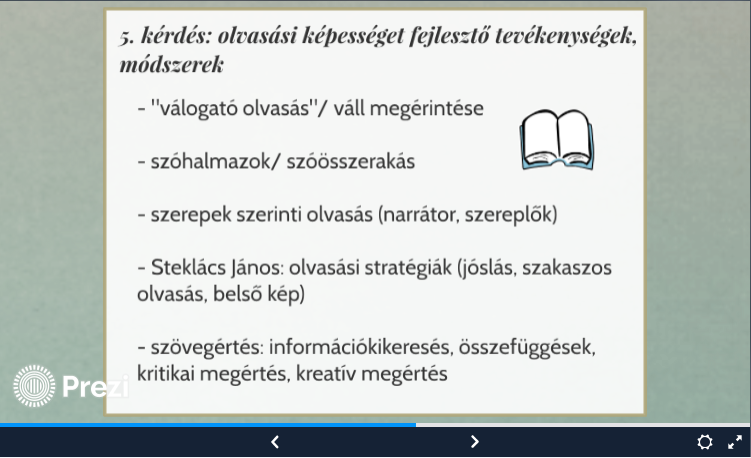 5. kérdés: olvasási képességet fejlesztő tevékenységek,
módszerek
- "válogató olvasás"/ váll megérintése
- szóhalmazok/ szóösszerakás
- szerepek szerinti olvasás (narrátor, szereplők)
- Steklács János: olvasási stratégiák (jóslás, szakaszos
olvasás, belső kép)
- szövegértés: információkikeresés, összefüggések,
kritikai megértés, kreatív megértés
Prezi